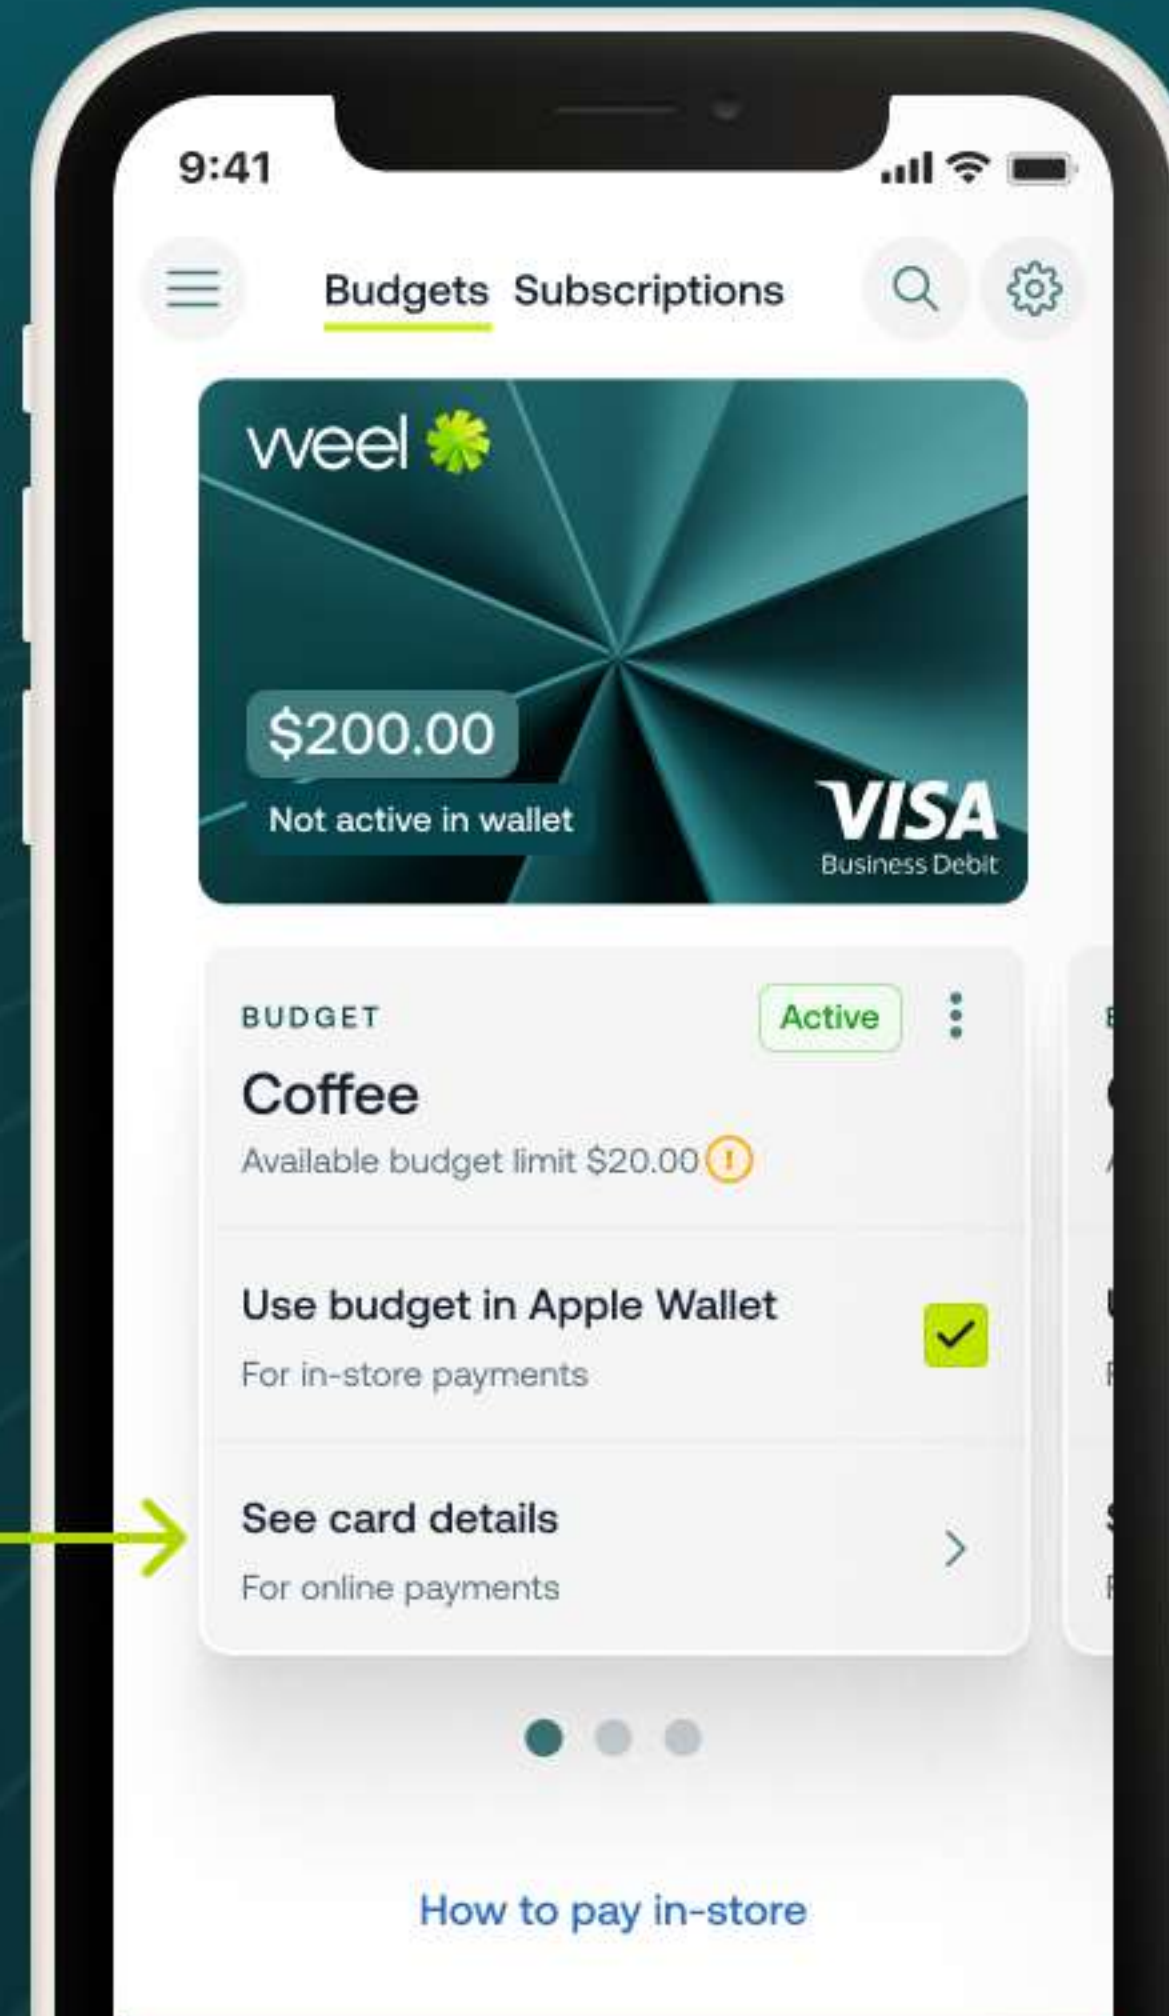 9:41
Budgets Subscriptions
weel
$200.00
Not active in wallet
VISA
Business Debit
BUDGET
Active
Coffee
Available budget limit $20.00
Use budget in Apple Wallet
For in-store payments
See card details
For online payments
How to pay in-store